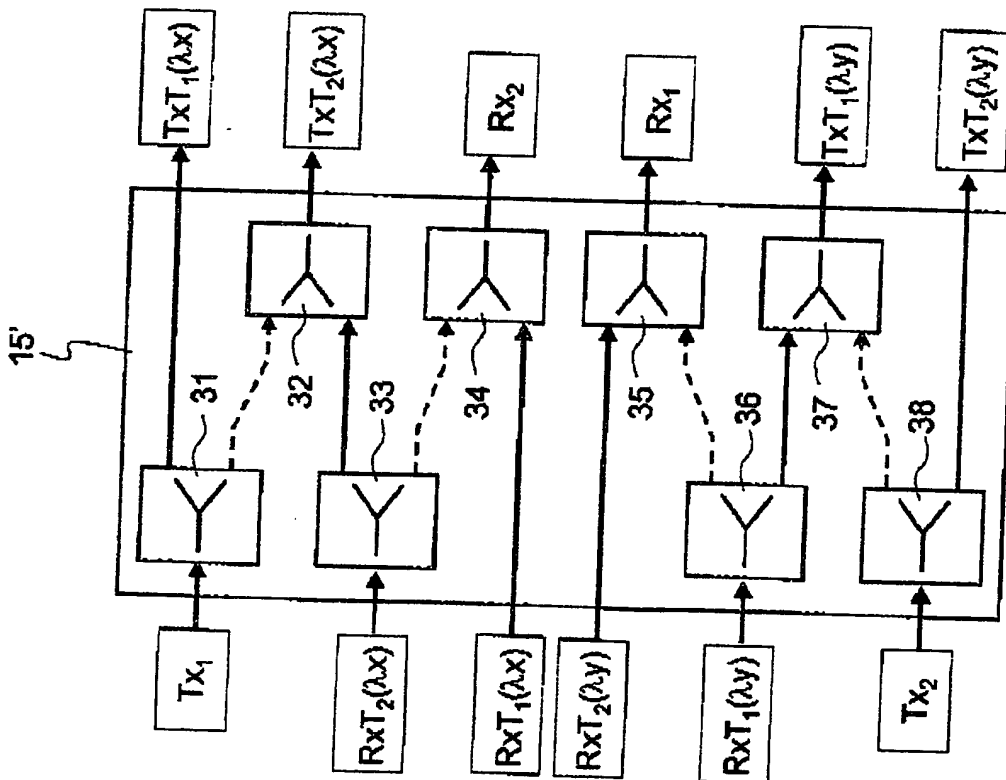 15'
Tx₁
RxT₂(λx)
RxT₁(λx)
RxT₂(λy)
RxT₁(λy)
Tx₂
31
32
33
34
35
36
37
38
TxT₁(λx)
TxT₂(λx)
Rx₂
Rx₁
TxT₁(λy)
TxT₂(λy)